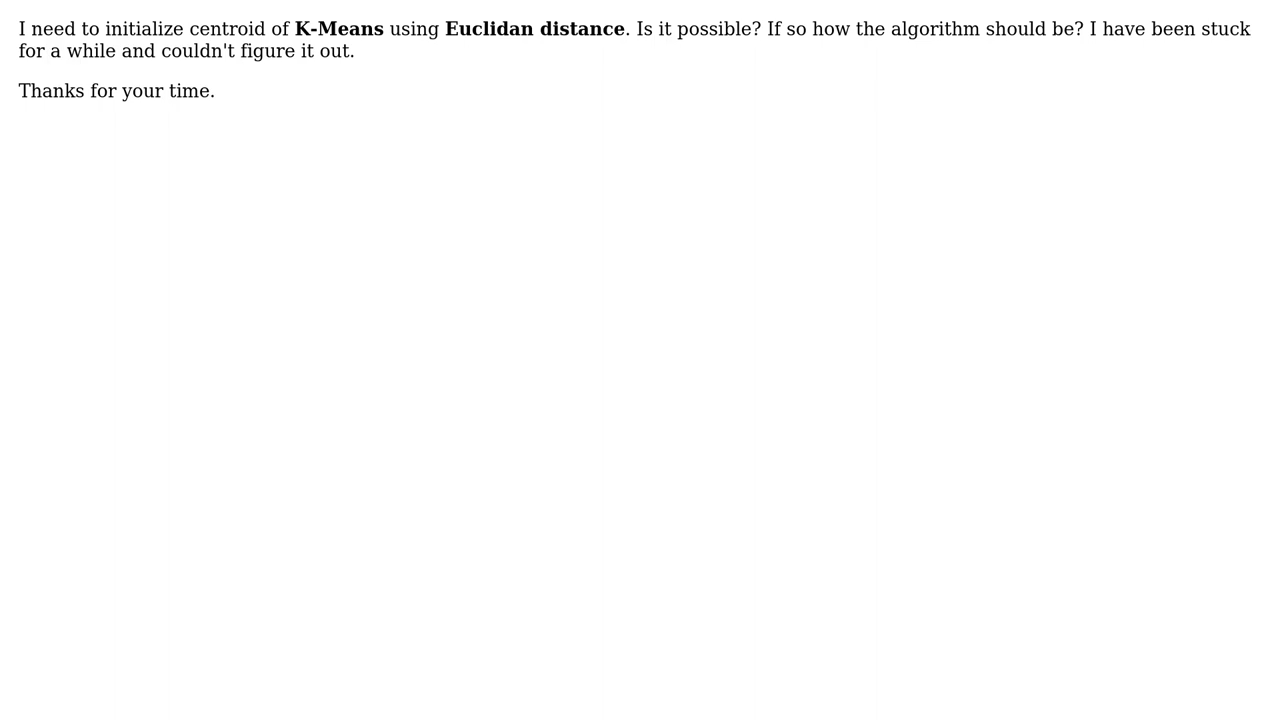 I need to initialize centroid of K-Means using Euclidan distance. Is it possible? If so how the algorithm should be? I have been stuck
for a while and couldn't figure it out.
Thanks for your time.